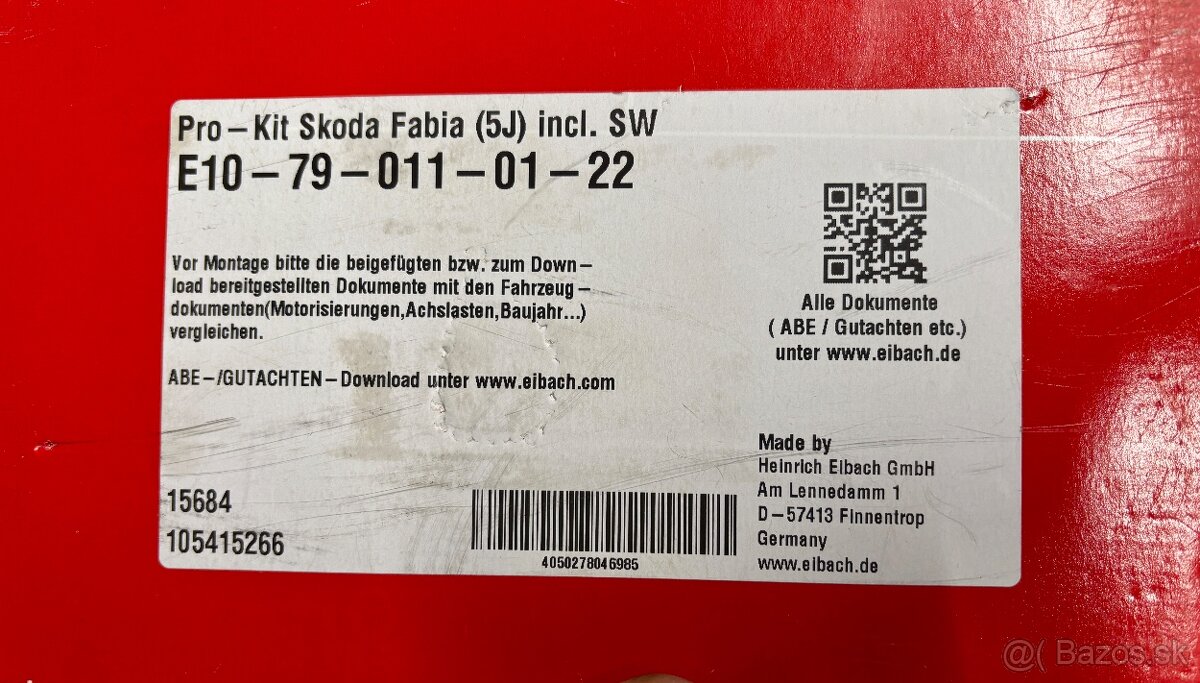 Pro-Kit Skoda Fabia (5J) incl. SW
E10-79-011-01-22
Vor Montage bitte die beigefügten bzw. zum Down-
load bereitgestellten Dokumente mit den Fahrzeug-
dokumenten(Motorisierungen,Achslasten,Baujahr...)
vergleichen.
ABE-/GUTACHTEN-Download unter www.eibach.com
15684
105415266
4050278046985
Alle Dokumente
( ABE / Gutachten etc.)
unter www.eibach.de
Made by
Heinrich Eibach GmbH
Am Lennedamm 1
D-57413 Finnentrop
Germany
www.eibach.de
@( Bazos.sk